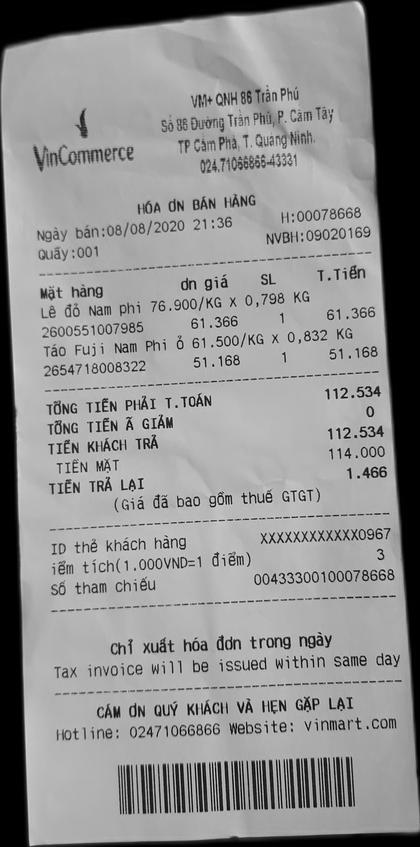 VinCommerce
VM+ QNH 86 Trần Phú
Số 86 Đường Trần Phú, P. Cẩm Tây
TP Cẩm Phả, T. Quảng Ninh.
024.71066866-43331
HÓA ƠN BÁN HÀNG
Ngày bán:08/08/2020 21:36 H:00078668
Quầy:001 NVBH:09020169
Mặt hàng ơn giá SL T.Tiền
Lê đỏ Nam phi 76.900/KG X 0,798 KG
2600551007985 61.366 1 61.366
Táo Fuji Nam Phi ỏ 61.500/KG x 0,832 KG
2654718008322 51.168 1 51.168
TỔNG TIỀN PHẢI T.TOÁN 112.534
TỔNG TIỀN Ã GIẢM 0
TIỀN KHÁCH TRẢ 112.534
TIỀN MẶT 114.000
TIỀN TRẢ LẠI 1.466
(Giá đã bao gồm thuế GTGT)
ID thẻ khách hàng XXXXXXXXXXXX0967
iểm tích(1.000VND=1 điểm) 3
Số tham chiếu 00433300100078668
Chỉ xuất hóa đơn trong ngày
Tax invoice will be issued within same day
CẢM ƠN QUÝ KHÁCH VÀ HẸN GẶP LẠI
Hotline: 02471066866 Website: vinmart.com